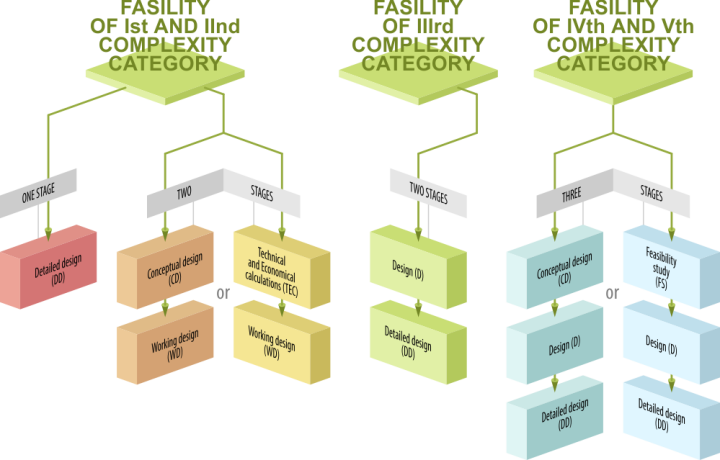 FASILITY
OF Ist AND IInd
COMPLEXITY
CATEGORY
FASILITY
OF IIIrd
COMPLEXITY
CATEGORY
FASILITY
OF IVth AND Vth
COMPLEXITY
CATEGORY
ONE STAGE
TWO
STAGES
TWO STAGES
THREE
STAGES
Detailed design
(DD)
Conceptual design
(CD)
or
Technical
and Economical
calculations (TEC)
Working design
(WD)
Working design
(WD)
Design (D)
Detailed design
(DD)
Conceptual design
(CD)
or
Feasibility
study
(FS)
Design (D)
Design (D)
Detailed design
(DD)
Detailed design
(DD)